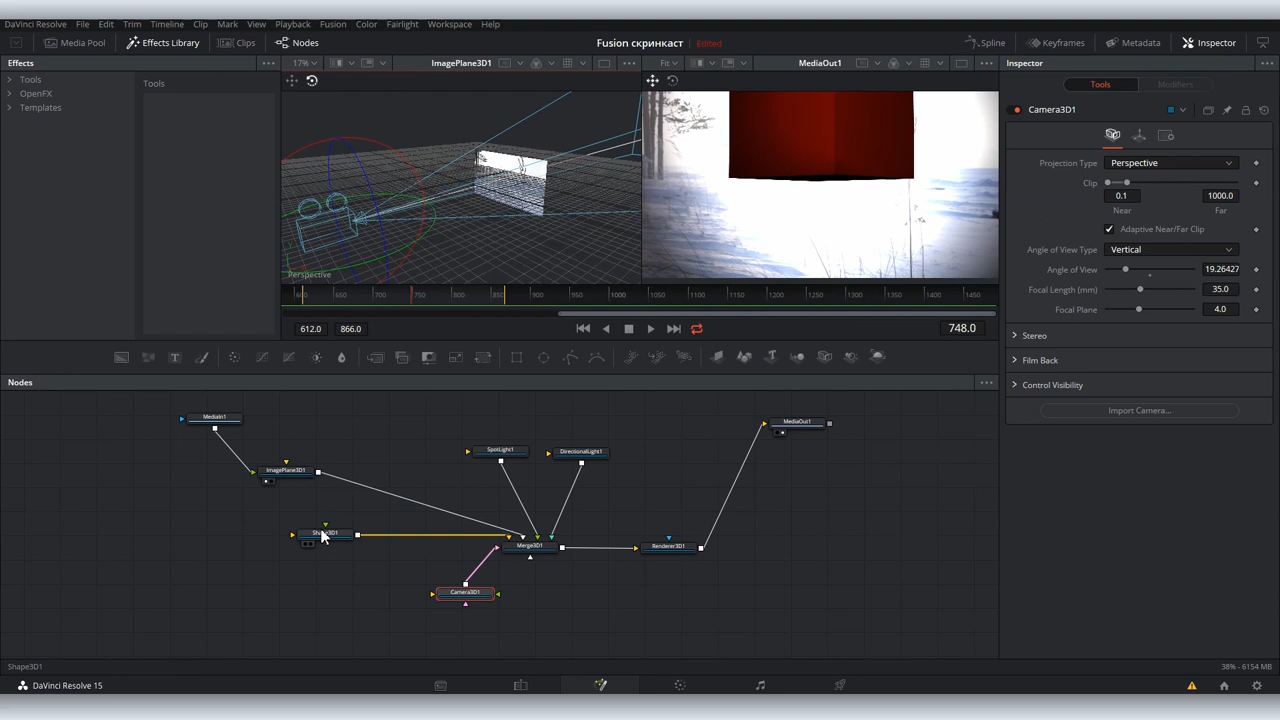 DaVinci Resolve File Edit Trim Timeline Clip Mark View Playback Fusion Color Fairlight Workspace Help
Media Pool Effects Library Clips Nodes Fusion скринкаст Edited Spline Keyframes Metadata Inspector
Effects 17% ImagePlane3D1 Fit MediaOut1 Inspector
Tools
OpenFX
Templates
Tools
Perspective
600 650 700 750 800 850 900 950 1000 1050 1100 1150 1200 1250 1300 1350 1400 1450
612.0 866.0 748.0
Tools Modifiers
Camera3D1
Projection Type Perspective
Clip
0.1 1000.0
Near Far
Adaptive Near/Far Clip
Angle of View Type Vertical
Angle of View 19.26427
Focal Length (mm) 35.0
Focal Plane 4.0
Stereo
Film Back
Control Visibility
Import Camera...
Nodes
MediaIn1
MediaOut1
SpotLight1 DirectionalLight1
ImagePlane3D1
Shape3D1
Merge3D1 Renderer3D1
Camera3D1
Shape3D1 38% - 6154 MB
DaVinci Resolve 15